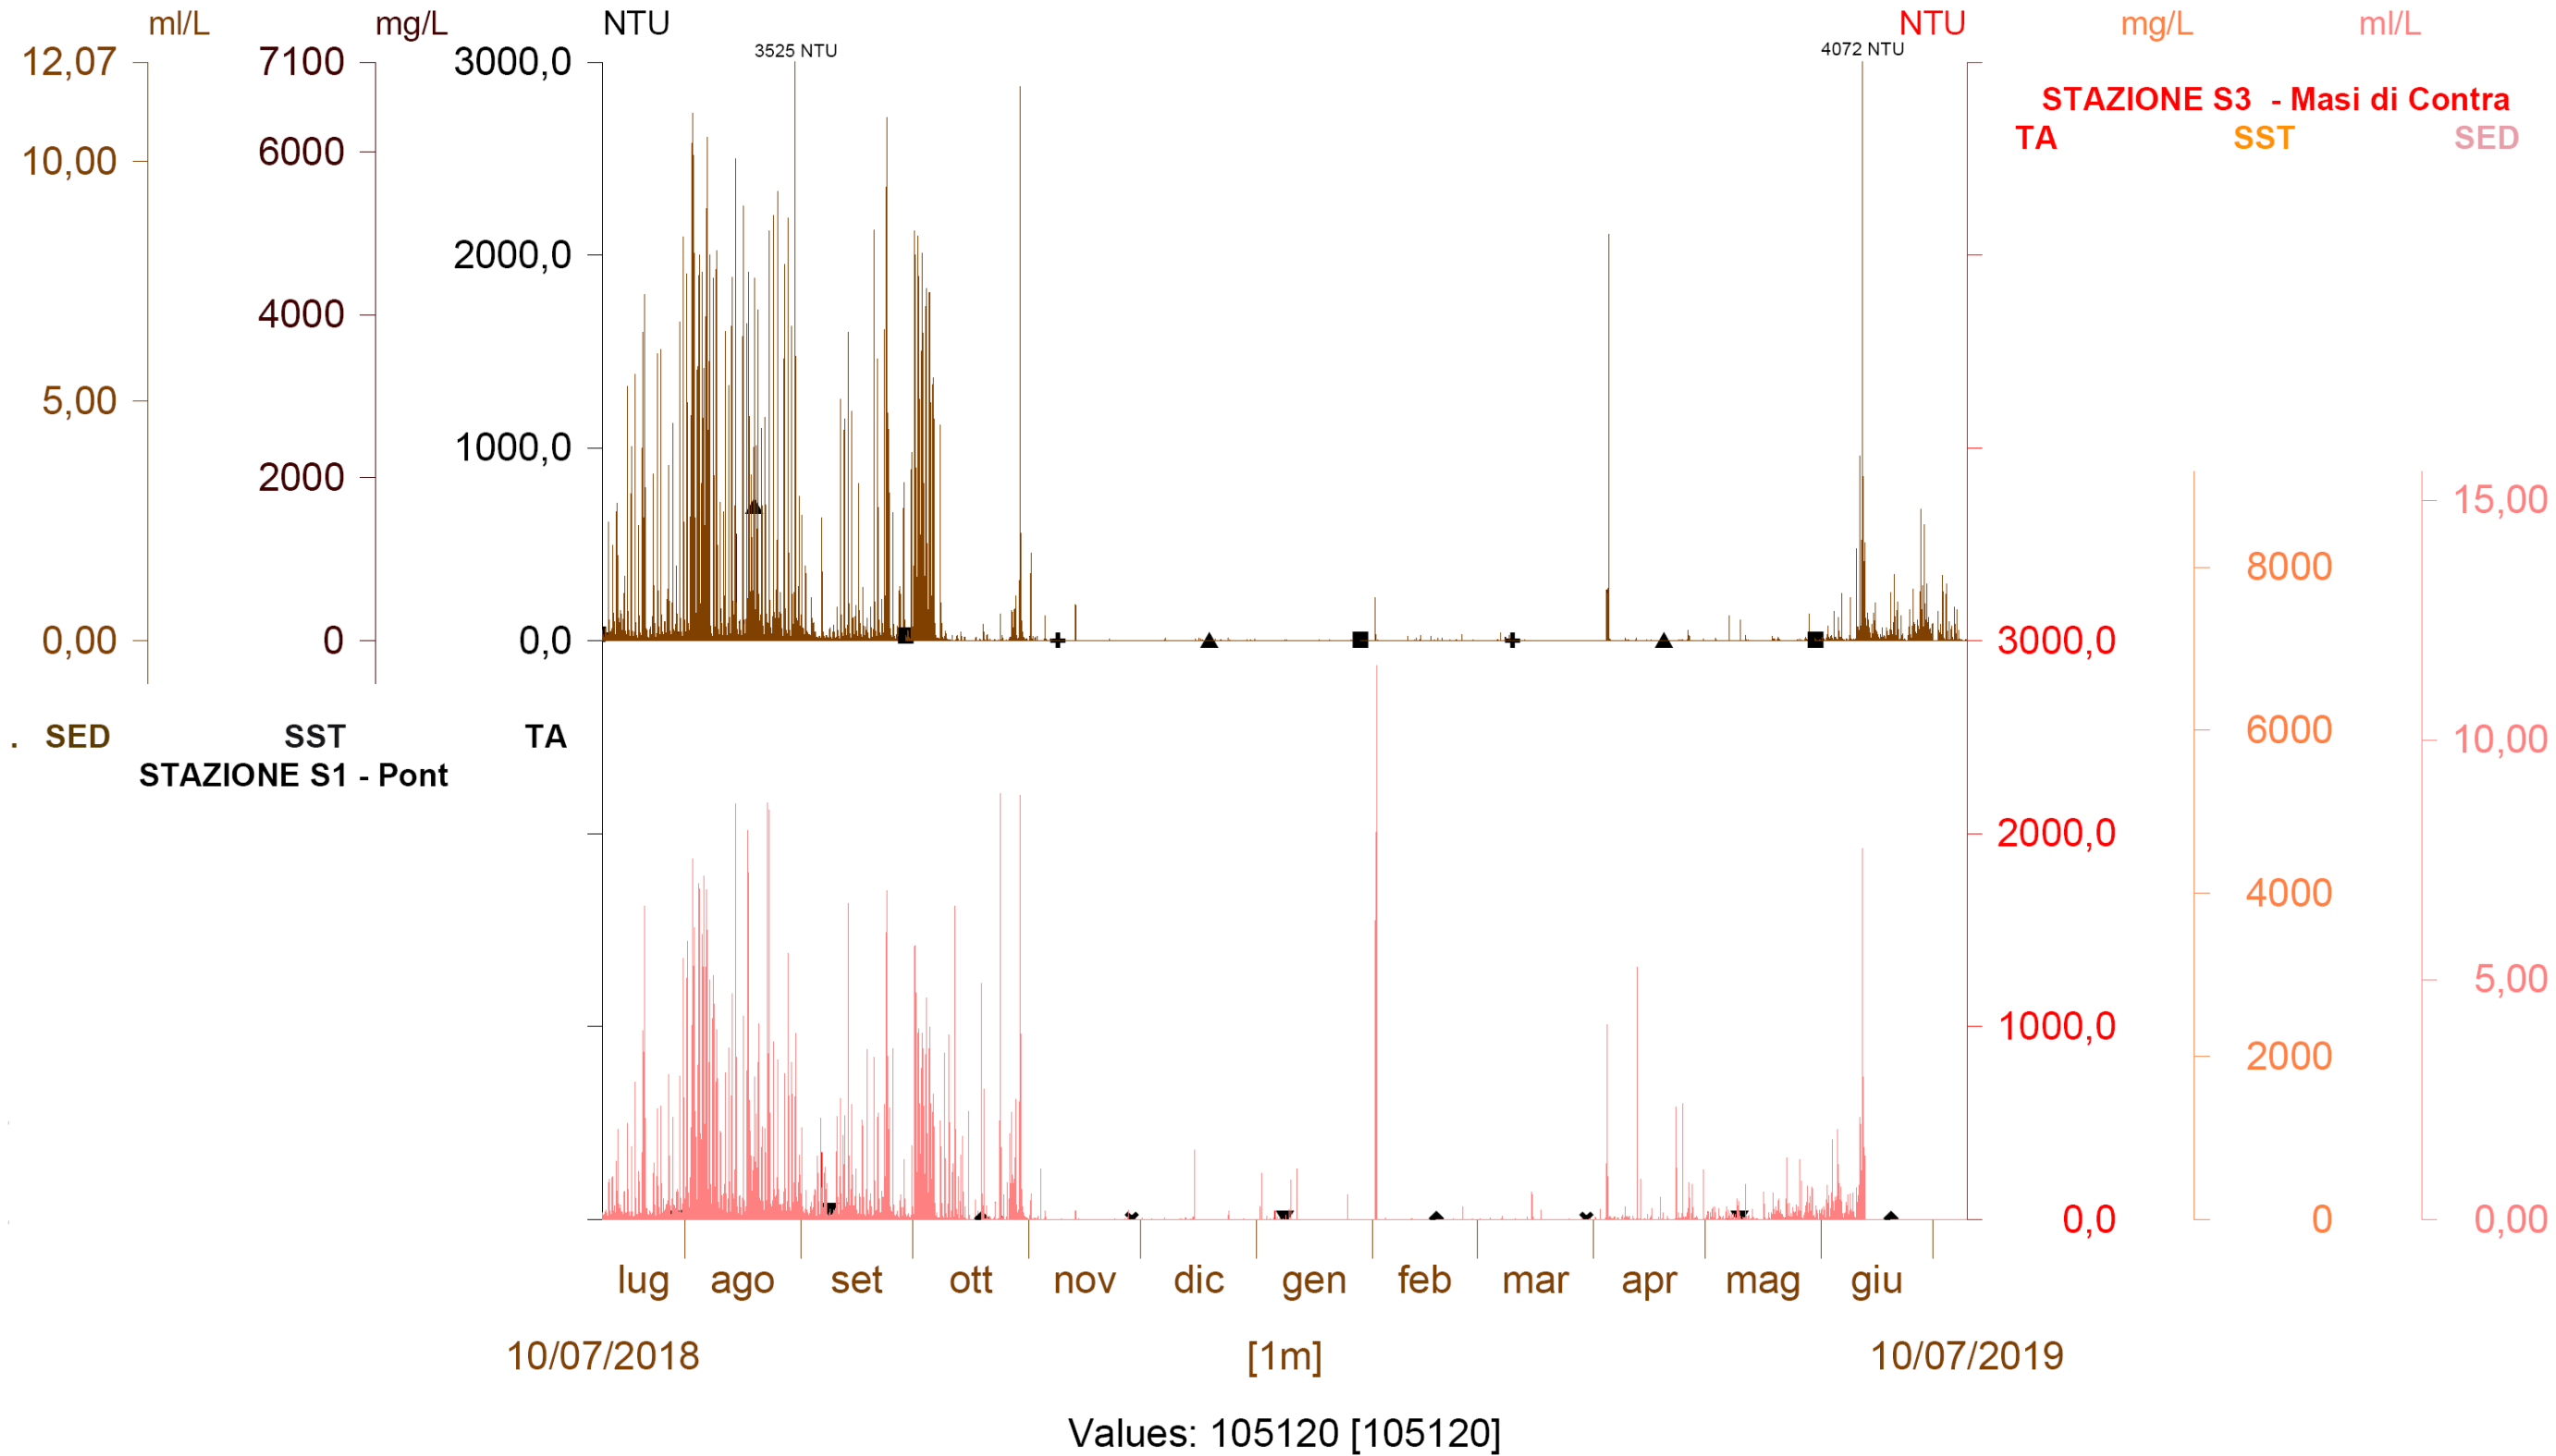 ml/L mg/L NTU NTU mg/L ml/L
12,07 7100 3000,0 3525 NTU 4072 NTU
STAZIONE S3 - Masi di Contra
TA SST SED
10,00 6000
2000,0
4000
5,00
1000,0
2000
15,00
8000
0,00 0 0,0 3000,0
. SED SST TA
6000 10,00
STAZIONE S1 - Pont
2000,0
4000
5,00
1000,0
2000
0,0 0 0,00
lug ago set ott nov dic gen feb mar apr mag giu
10/07/2018 [1m] 10/07/2019
Values: 105120 [105120]